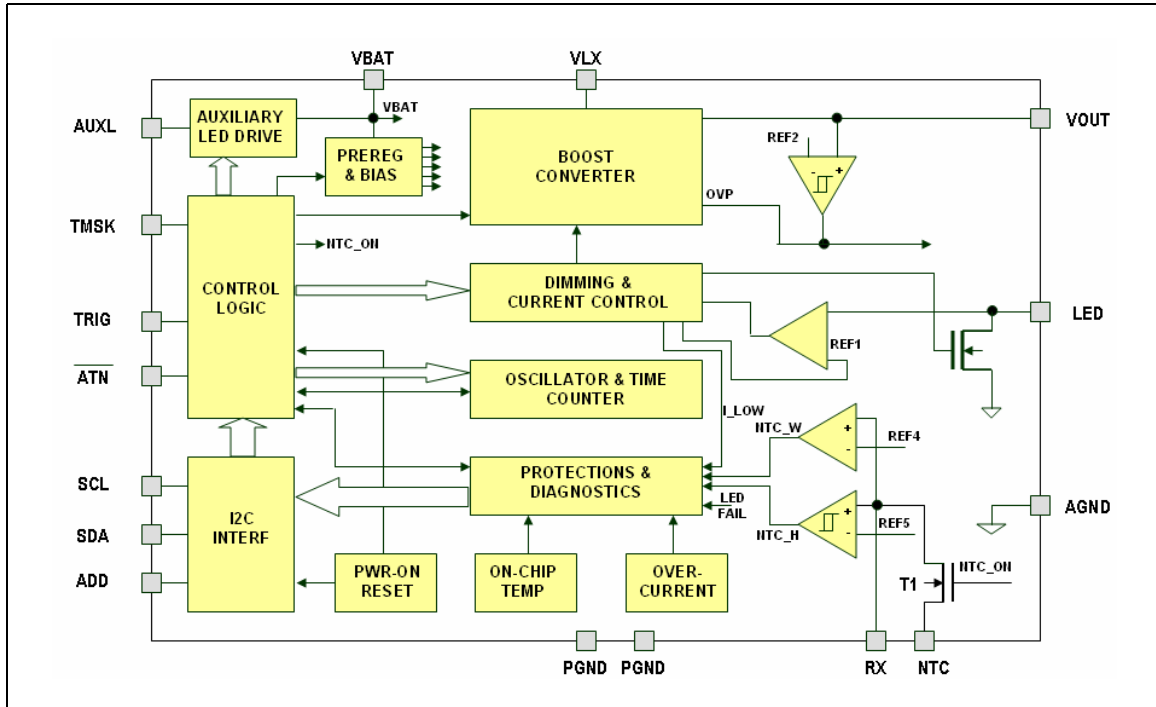 VBAT
VLX
AUXL
AUXILIARY
LED DRIVE
VBAT
VOUT
PREREG
& BIAS
BOOST
CONVERTER
REF2
-
+
OVP
TMSK
NTC_ON
CONTROL
LOGIC
DIMMING &
CURRENT CONTROL
TRIG
LED
REF1
ATN
OSCILLATOR & TIME
COUNTER
I_LOW
NTC_W
+
-
REF4
SCL
PROTECTIONS &
DIAGNOSTICS
LED
FAIL
AGND
I2C
INTERF
SDA
NTC_H
+
-
REF5
ADD
PWR-ON
RESET
ON-CHIP
TEMP
OVER-
CURRENT
T1
NTC_ON
PGND
PGND
RX
NTC